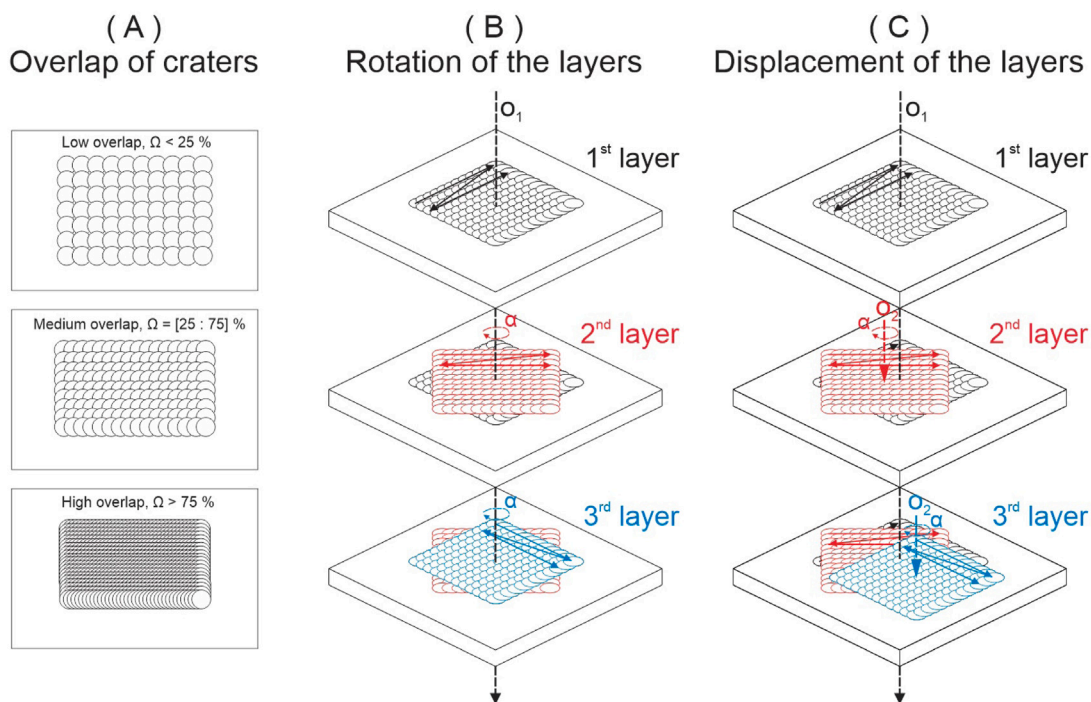 ( A )
Overlap of craters
Low overlap, Ω < 25 %
Medium overlap, Ω = [25 : 75] %
High overlap, Ω > 75 %
( B )
Rotation of the layers
O₁
1ˢᵗ layer
α
2ⁿᵈ layer
α
3ʳᵈ layer
( C )
Displacement of the layers
O₁
1ˢᵗ layer
α O₂
2ⁿᵈ layer
O₂ α
3ʳᵈ layer